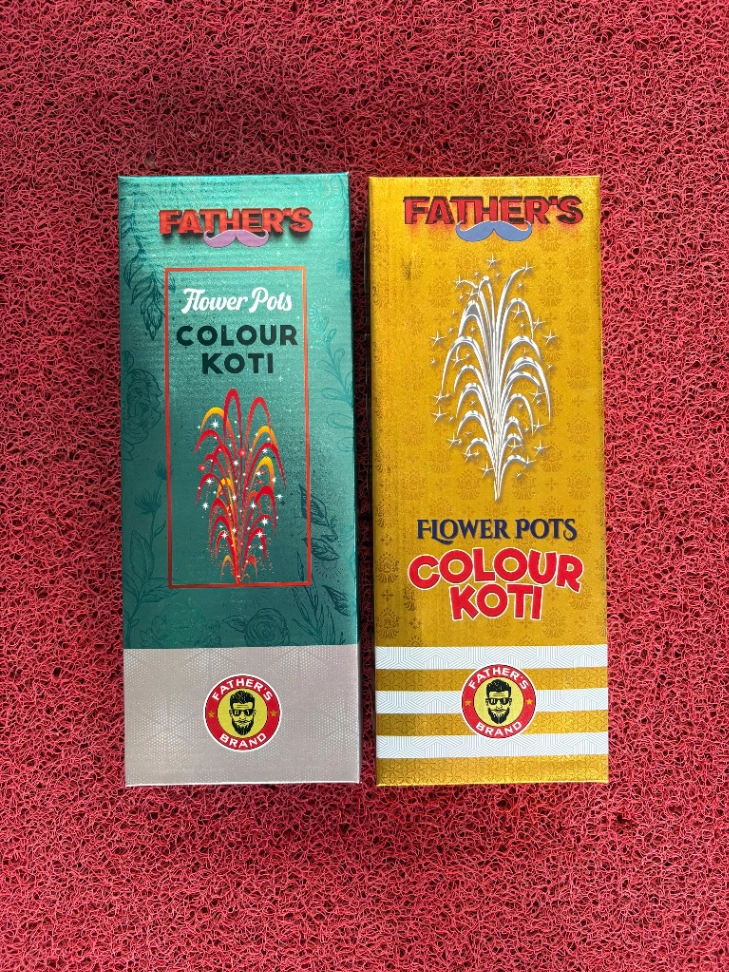 FATHER'S
Flower Pots
COLOUR
KOTI
FATHER'S
BRAND
FATHER'S
FLOWER POTS
COLOUR
KOTI
FATHER'S
BRAND